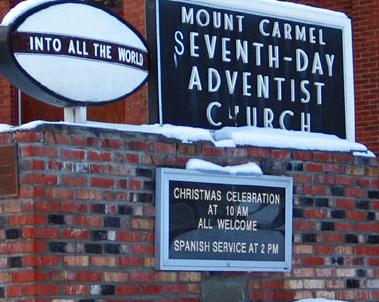 INTO ALL THE WORLD
MOUNT CARMEL
SEVENTH-DAY
ADVENTIST
CHURCH
CHRISTMAS CELEBRATION
AT 10 AM
ALL WELCOME
SPANISH SERVICE AT 2 PM